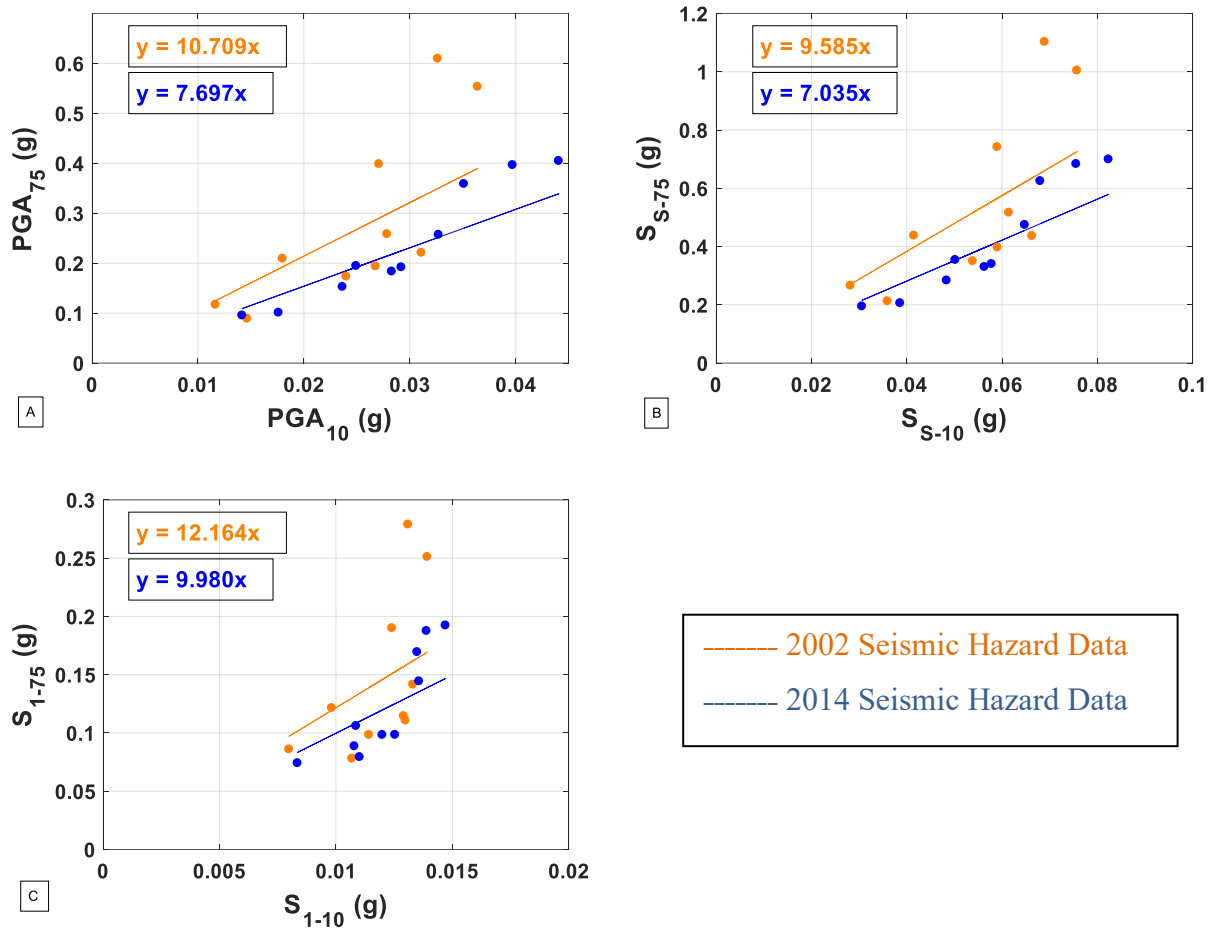 y = 10.709x
y = 7.697x
0.6
0.5
0.4
0.3
0.2
0.1
0
PGA75 (g)
0 0.01 0.02 0.03 0.04
PGA10 (g)
A
y = 9.585x
y = 7.035x
1.2
1
0.8
0.6
0.4
0.2
0
SS-75 (g)
0 0.02 0.04 0.06 0.08 0.1
SS-10 (g)
B
y = 12.164x
y = 9.980x
0.3
0.25
0.2
0.15
0.1
0.05
0
S1-75 (g)
0 0.005 0.01 0.015 0.02
S1-10 (g)
C
2002 Seismic Hazard Data
2014 Seismic Hazard Data